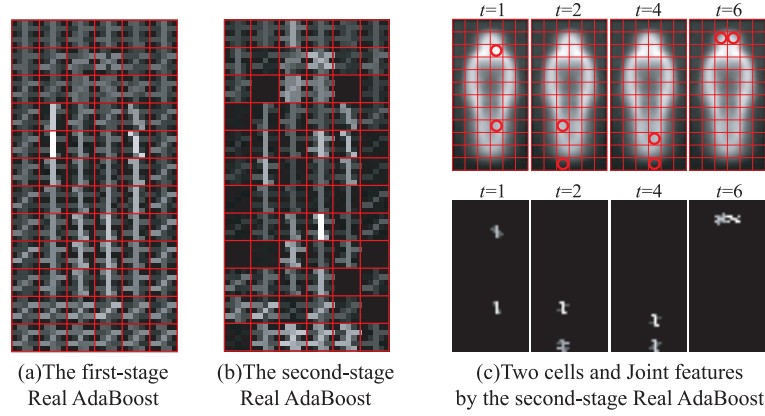 t=1 t=2 t=4 t=6
t=1 t=2 t=4 t=6
(a)The first-stage
Real AdaBoost
(b)The second-stage
Real AdaBoost
(c)Two cells and Joint features
by the second-stage Real AdaBoost